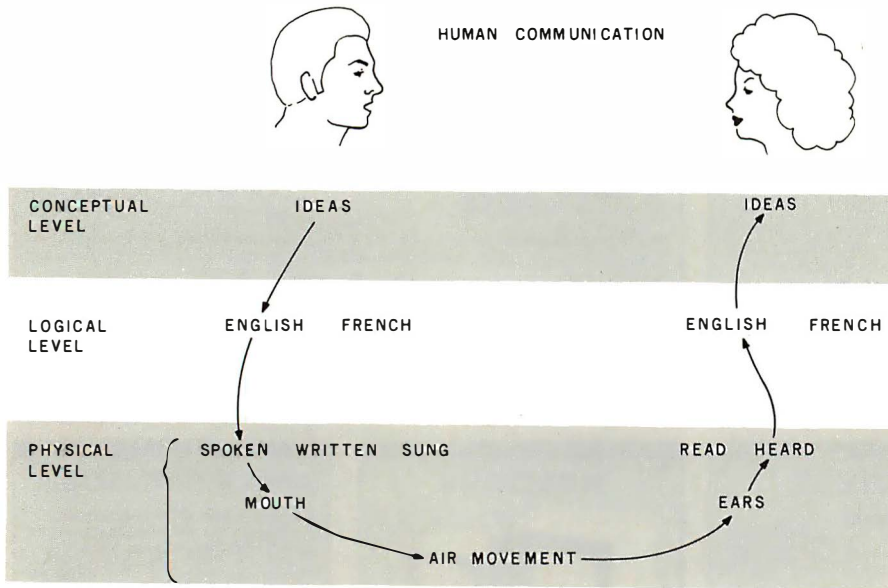 HUMAN COMMUNICATION
CONCEPTUAL
LEVEL
IDEAS
IDEAS
LOGICAL
LEVEL
ENGLISH FRENCH
ENGLISH FRENCH
PHYSICAL
LEVEL
SPOKEN WRITTEN SUNG
READ HEARD
MOUTH
EARS
AIR MOVEMENT